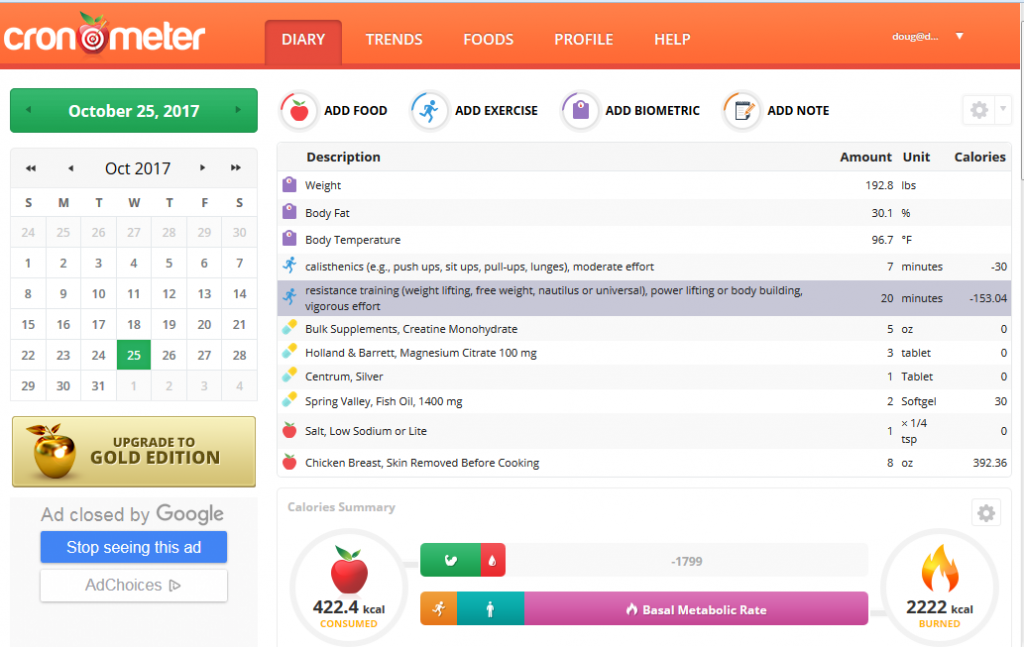 cronometer
DIARY TRENDS FOODS PROFILE HELP doug@d...
October 25, 2017
Oct 2017
S M T W T F S
24 25 26 27 28 29 30
1 2 3 4 5 6 7
8 9 10 11 12 13 14
15 16 17 18 19 20 21
22 23 24 25 26 27 28
29 30 31 1 2 3 4
UPGRADE TO
GOLD EDITION
Ad closed by Google
Stop seeing this ad
AdChoices
ADD FOOD ADD EXERCISE ADD BIOMETRIC ADD NOTE
Description Amount Unit Calories
Weight 192.8 lbs
Body Fat 30.1 %
Body Temperature 96.7 °F
calisthenics (e.g., push ups, sit ups, pull-ups, lunges), moderate effort 7 minutes -30
resistance training (weight lifting, free weight, nautilus or universal), power lifting or body building,
vigorous effort 20 minutes -153.04
Bulk Supplements, Creatine Monohydrate 5 oz 0
Holland & Barrett, Magnesium Citrate 100 mg 3 tablet 0
Centrum, Silver 1 Tablet 0
Spring Valley, Fish Oil, 1400 mg 2 Softgel 30
Salt, Low Sodium or Lite 1 × 1/4 tsp 0
Chicken Breast, Skin Removed Before Cooking 8 oz 392.36
Calories Summary
422.4 kcal
CONSUMED
-1799
Basal Metabolic Rate
2222 kcal
BURNED